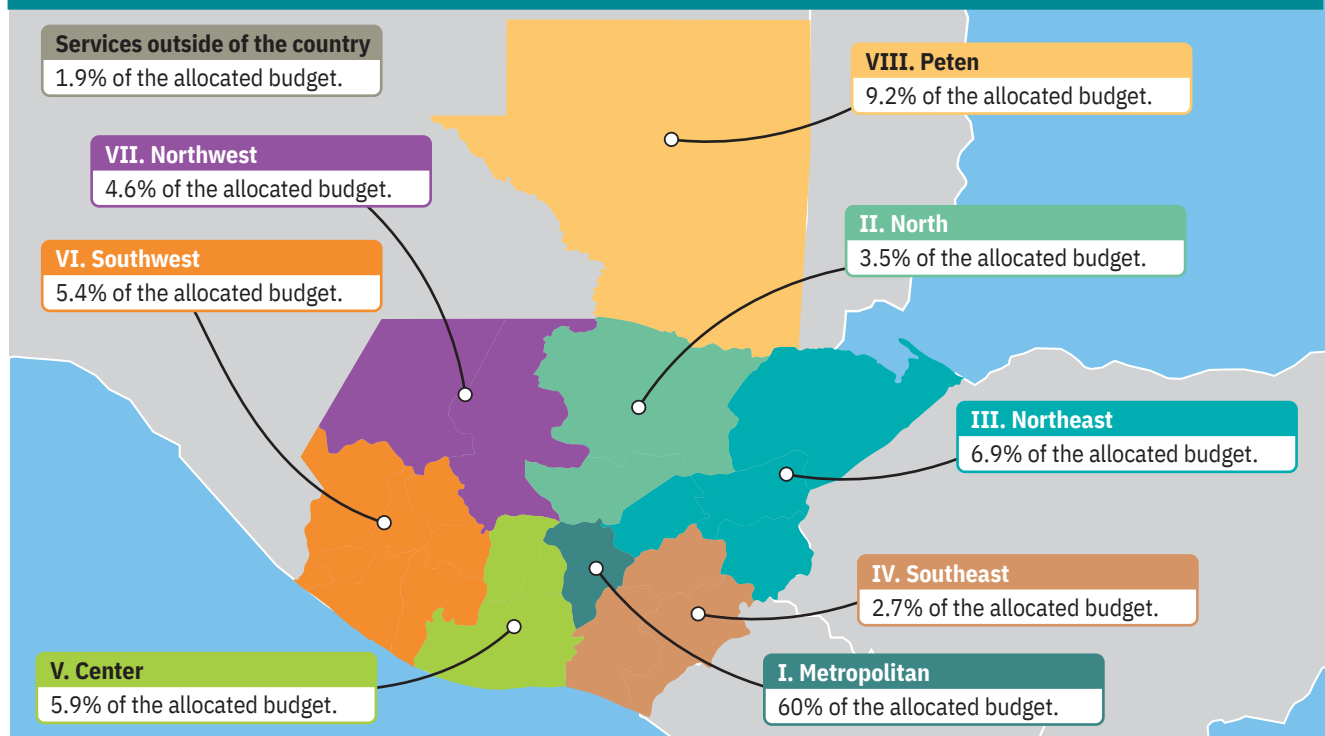 Services outside of the country
1.9% of the allocated budget.
VIII. Peten
9.2% of the allocated budget.
VII. Northwest
4.6% of the allocated budget.
II. North
3.5% of the allocated budget.
VI. Southwest
5.4% of the allocated budget.
III. Northeast
6.9% of the allocated budget.
IV. Southeast
2.7% of the allocated budget.
V. Center
5.9% of the allocated budget.
I. Metropolitan
60% of the allocated budget.